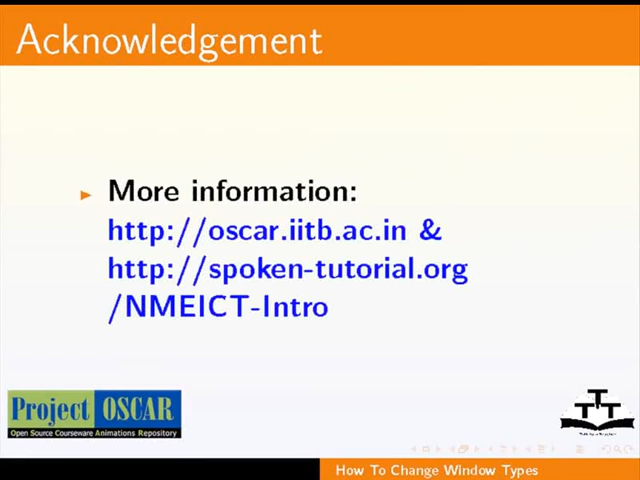 Acknowledgement
More information:
http://oscar.iitb.ac.in &
http://spoken-tutorial.org
/NMEICT-Intro
Project OSCAR
Open Source Courseware Animations Repository
TTT
How To Change Window Types